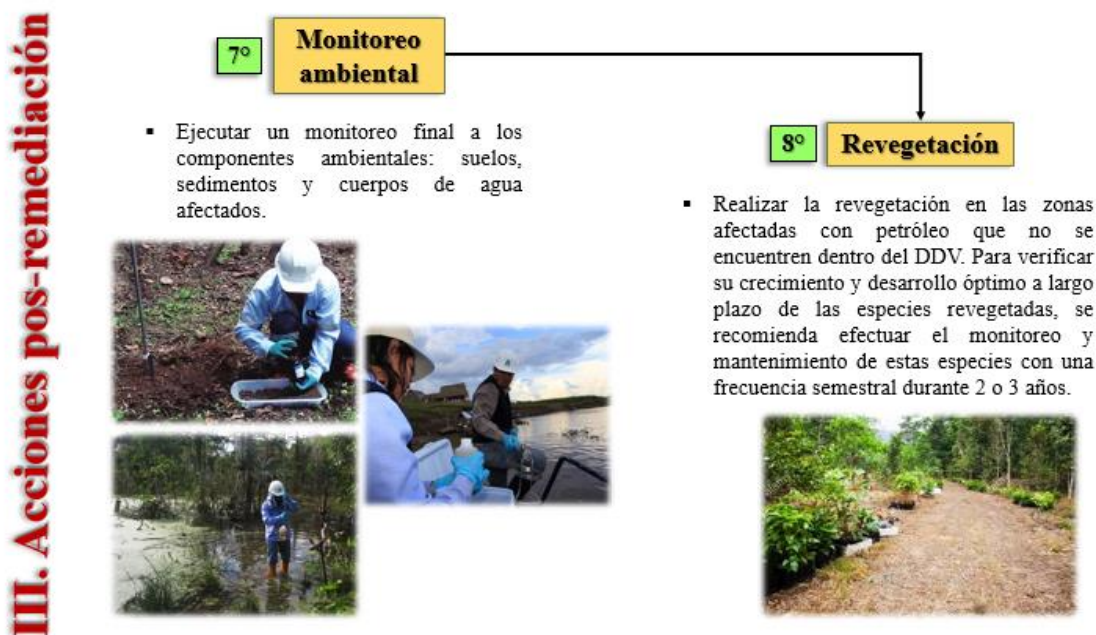 III. Acciones pos-remediación
7°
Monitoreo
ambiental
▪ Ejecutar un monitoreo final a los
componentes ambientales: suelos,
sedimentos y cuerpos de agua
afectados.
8°
Revegetación
▪ Realizar la revegetación en las zonas
afectadas con petróleo que no se
encuentren dentro del DDV. Para verificar
su crecimiento y desarrollo óptimo a largo
plazo de las especies revegetadas, se
recomienda efectuar el monitoreo y
mantenimiento de estas especies con una
frecuencia semestral durante 2 o 3 años.